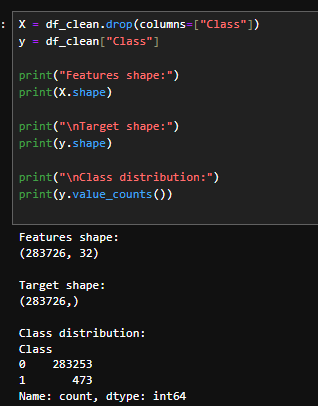 : X = df_clean.drop(columns=["Class"])
y = df_clean["Class"]
print("Features shape:")
print(X.shape)
print("\nTarget shape:")
print(y.shape)
print("\nClass distribution:")
print(y.value_counts())
Features shape:
(283726, 32)
Target shape:
(283726,)
Class distribution:
Class
0    283253
1       473
Name: count, dtype: int64